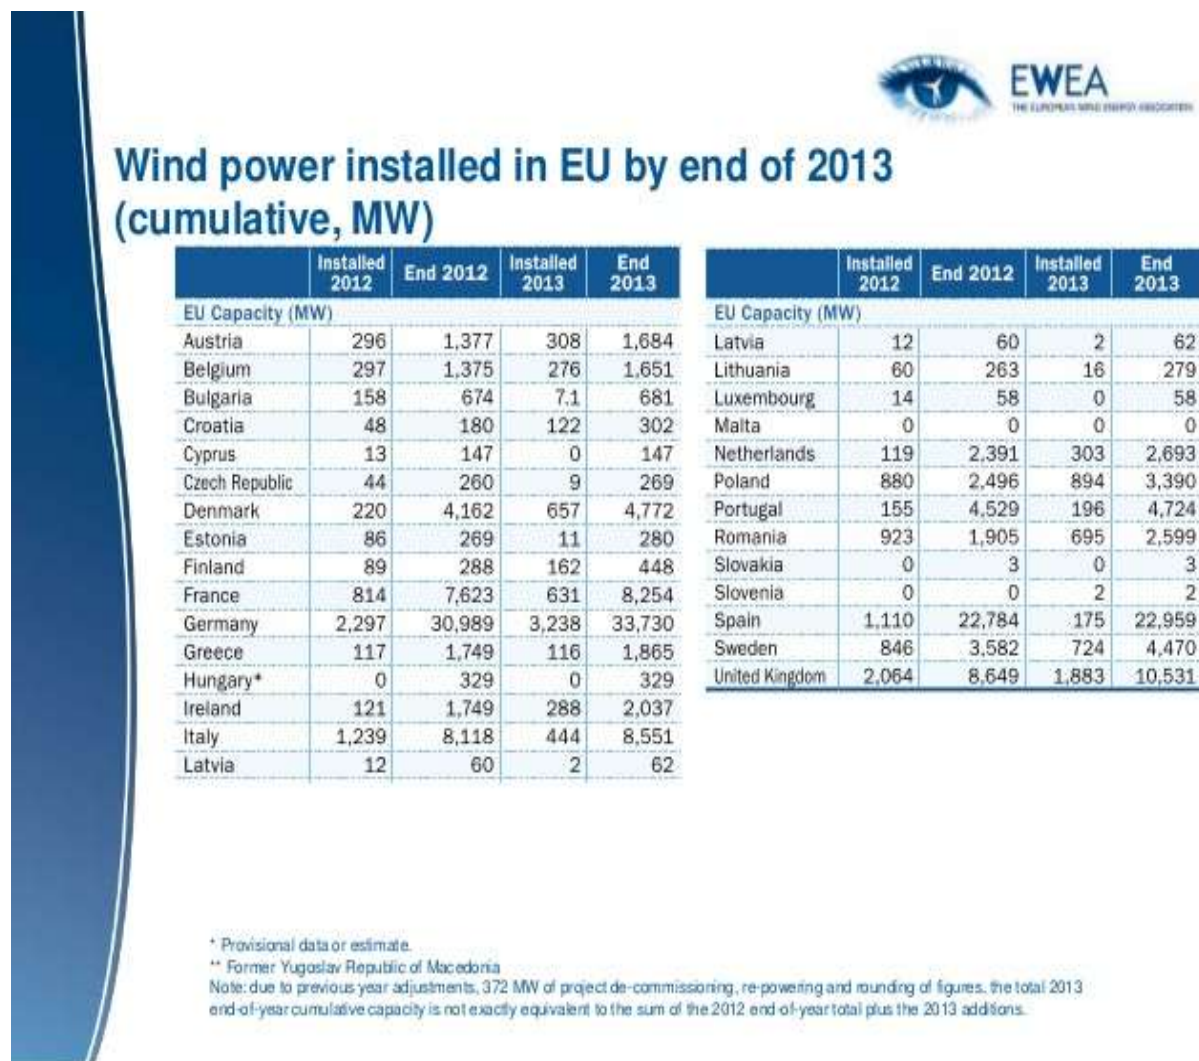 EWEA
THE EUROPEAN WIND ENERGY ASSOCIATION
Wind power installed in EU by end of 2013
(cumulative, MW)
Installed 2012 End 2012 Installed 2013 End 2013
EU Capacity (MW)
Austria 296 1,377 308 1,684
Belgium 297 1,375 276 1,651
Bulgaria 158 674 7.1 681
Croatia 48 180 122 302
Cyprus 13 147 0 147
Czech Republic 44 260 9 269
Denmark 220 4,162 657 4,772
Estonia 86 269 11 280
Finland 89 288 162 448
France 814 7,623 631 8,254
Germany 2,297 30,989 3,238 33,730
Greece 117 1,749 116 1,865
Hungary* 0 329 0 329
Ireland 121 1,749 288 2,037
Italy 1,239 8,118 444 8,551
Latvia 12 60 2 62
Installed 2012 End 2012 Installed 2013 End 2013
EU Capacity (MW)
Latvia 12 60 2 62
Lithuania 60 263 16 279
Luxembourg 14 58 0 58
Malta 0 0 0 0
Netherlands 119 2,391 303 2,693
Poland 880 2,496 894 3,390
Portugal 155 4,529 196 4,724
Romania 923 1,905 695 2,599
Slovakia 0 3 0 3
Slovenia 0 0 2 2
Spain 1,110 22,784 175 22,959
Sweden 846 3,582 724 4,470
United Kingdom 2,064 8,649 1,883 10,531
* Provisional data or estimate.
** Former Yugoslav Republic of Macedonia
Note: due to previous year adjustments, 372 MW of project de-commissioning, re-powering and rounding of figures, the total 2013
end-of-year cumulative capacity is not exactly equivalent to the sum of the 2012 end-of-year total plus the 2013 additions.